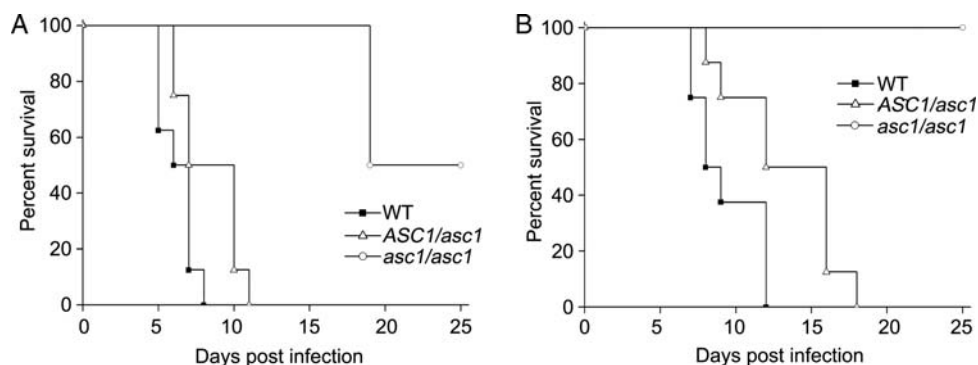 A
Percent survival
100
80
60
40
20
0
WT
ASC1/asc1
asc1/asc1
0 5 10 15 20 25
Days post infection
B
Percent survival
100
80
60
40
20
0
WT
ASC1/asc1
asc1/asc1
0 5 10 15 20 25
Days post infection